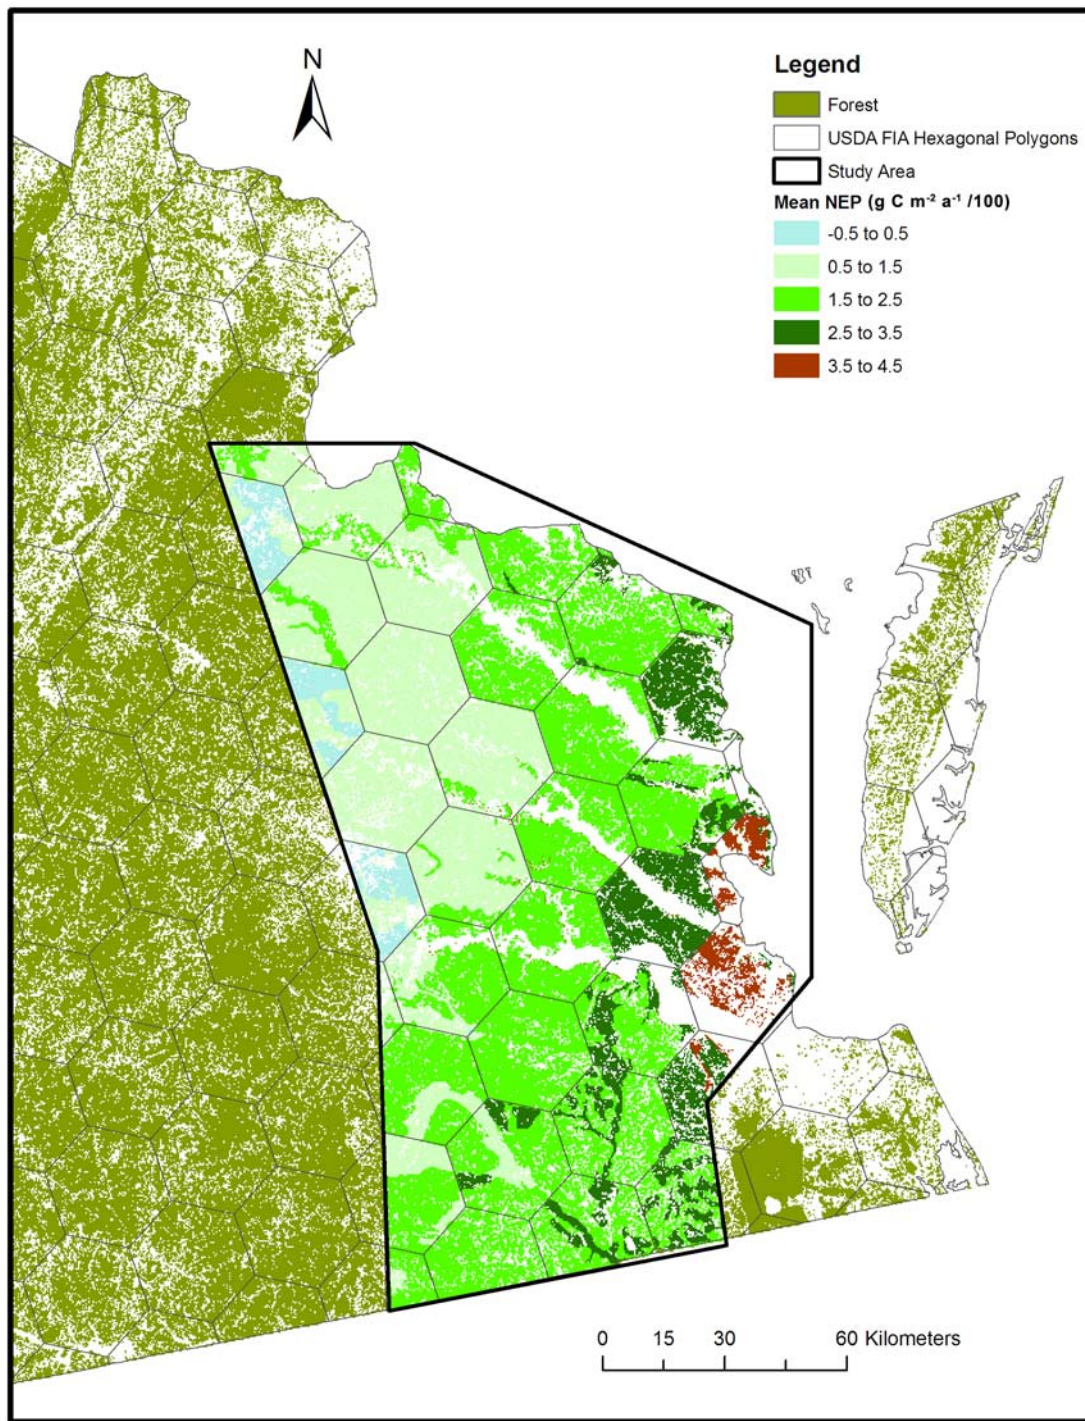 N
Legend
Forest
USDA FIA Hexagonal Polygons
Study Area
Mean NEP (g C m⁻² a⁻¹ /100)
-0.5 to 0.5
0.5 to 1.5
1.5 to 2.5
2.5 to 3.5
3.5 to 4.5
0 15 30 60 Kilometers